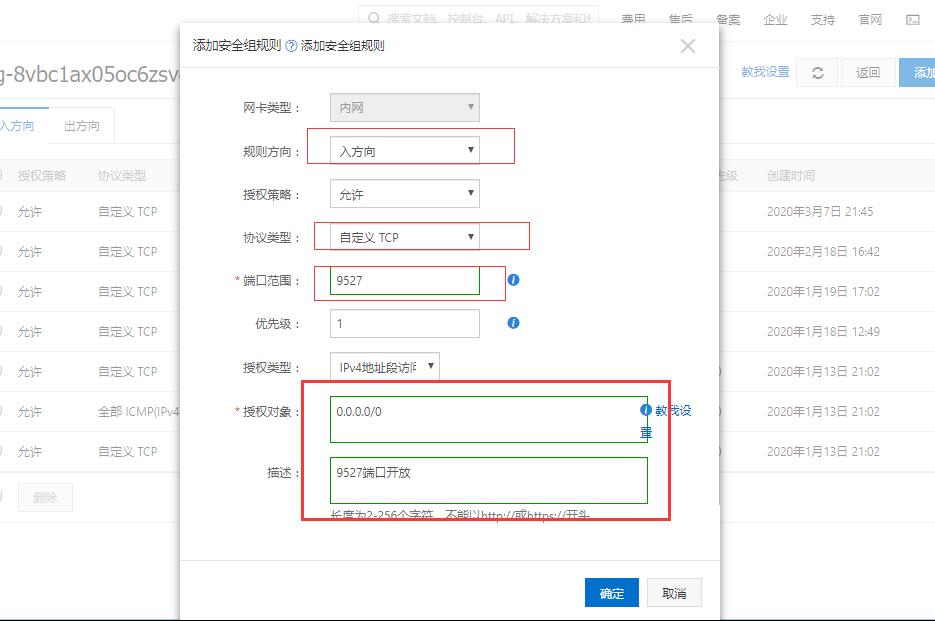 搜索文档、控制台、API、解决方案和资
费用 售后 备案 企业 支持 官网
添加安全组规则 ? 添加安全组规则
g-8vbc1ax05oc6zsv
教我设置 返回 添加
入方向 出方向
网卡类型： 内网
规则方向： 入方向
授权策略 协议类型 先级 创建时间
授权策略： 允许
允许 自定义 TCP 2020年3月7日 21:45
协议类型： 自定义 TCP
允许 自定义 TCP 2020年2月18日 16:42
* 端口范围： 9527 i
允许 自定义 TCP 2020年1月19日 17:02
优先级： 1 i
允许 自定义 TCP 2020年1月18日 12:49
授权类型： IPv4地址段访问
允许 自定义 TCP 2020年1月13日 21:02
* 授权对象： 0.0.0.0/0 i 教我设置
允许 全部 ICMP(IPv4 2020年1月13日 21:02
允许 自定义 TCP 2020年1月13日 21:02
描述： 9527端口开放
删除
长度为2-256个字符，不能以http://或https://开头
确定 取消